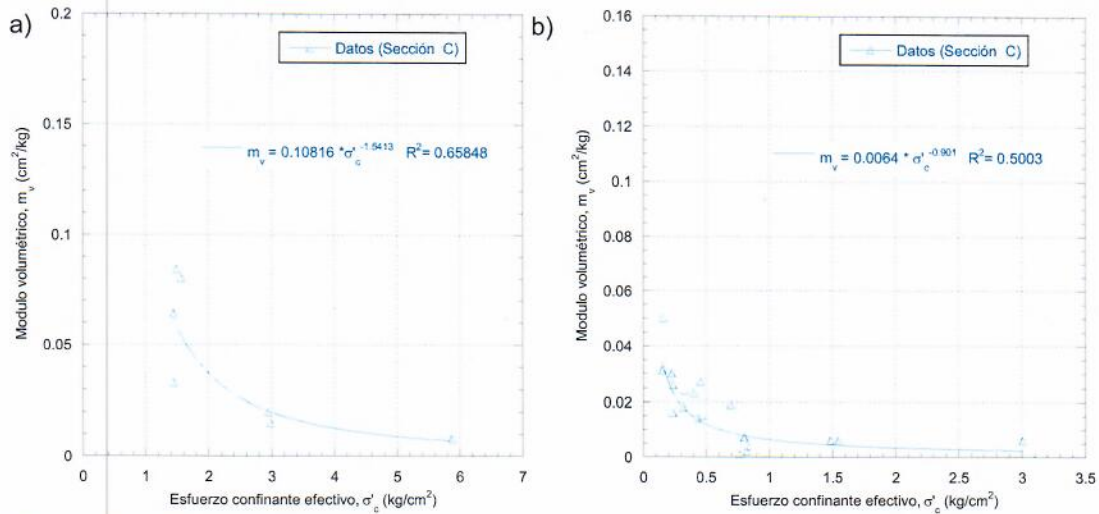 a)
0.2
0.15
0.1
0.05
0
0 1 2 3 4 5 6 7
Modulo volumétrico, m_v (cm²/kg)
Esfuerzo confinante efectivo, σ'_c (kg/cm²)
Datos (Sección C)
m_v = 0.10816 *σ'_c ^-1.5413 R²= 0.65848
b)
0.16
0.14
0.12
0.1
0.08
0.06
0.04
0.02
0
0 0.5 1 1.5 2 2.5 3 3.5
Modulo volumétrico, m_v (cm²/kg)
Esfuerzo confinante efectivo, σ'_c (kg/cm²)
Datos (Sección C)
m_v = 0.0064 * σ'_c ^-0.901 R²= 0.5003